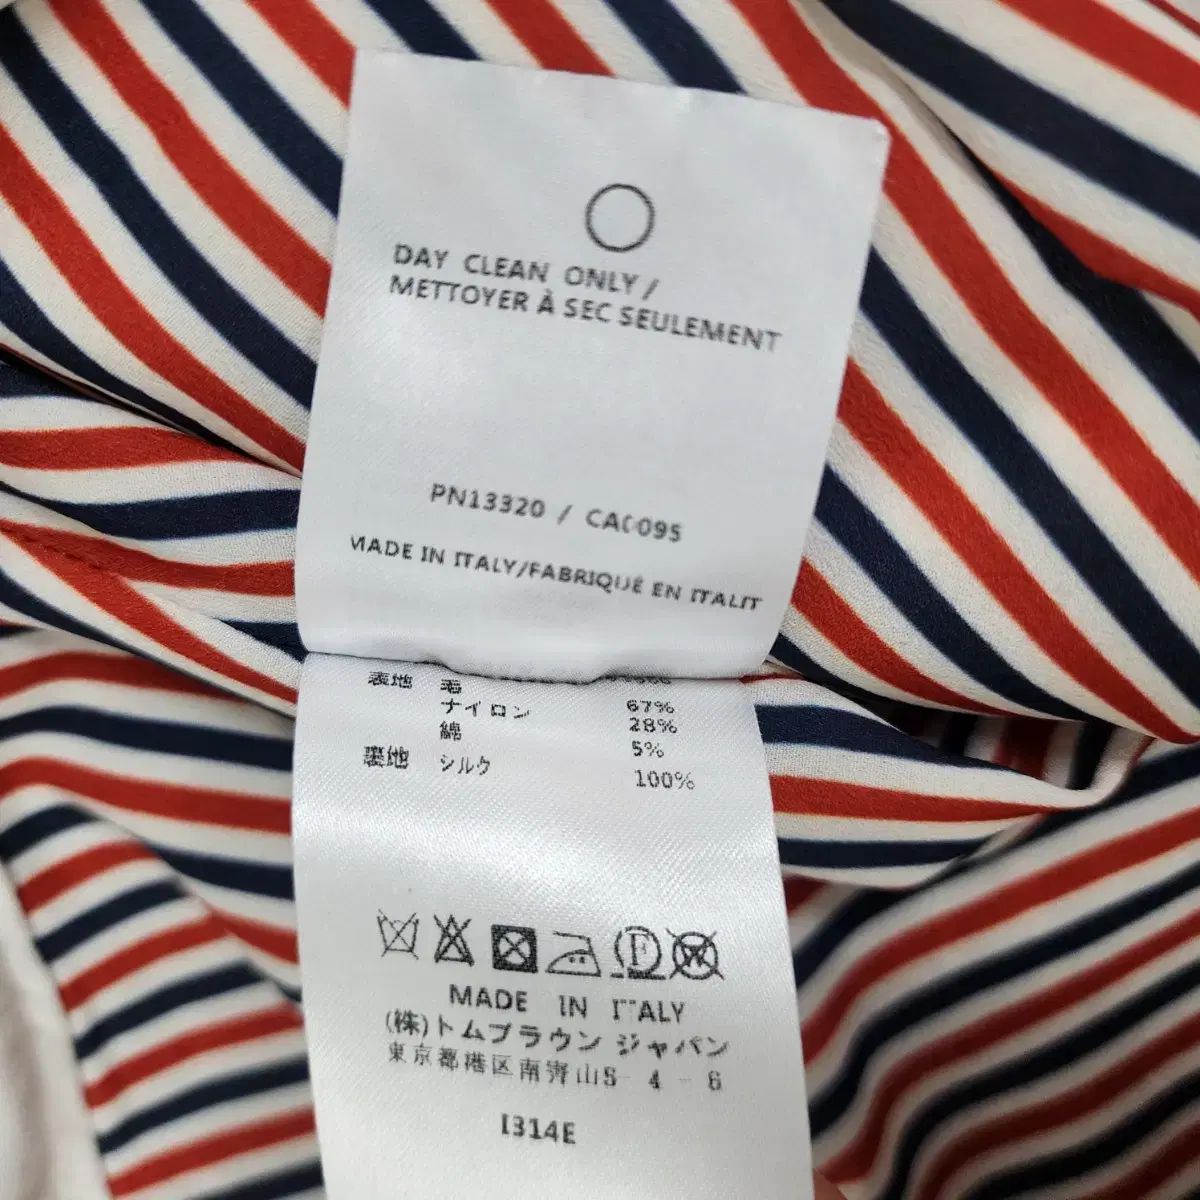 DAY CLEAN ONLY /
METTOYER À SEC SEULEMENT
PN13320 / CAC095
MADE IN ITALY/FABRIQUÉ EN ITALIT
表地 毛
ナイロン 67%
綿 28%
5%
裏地 シルク 100%
F W
MADE IN ITALY
(株)トムブラウン ジャパン
東京都港区南青山5-4-6
I314E